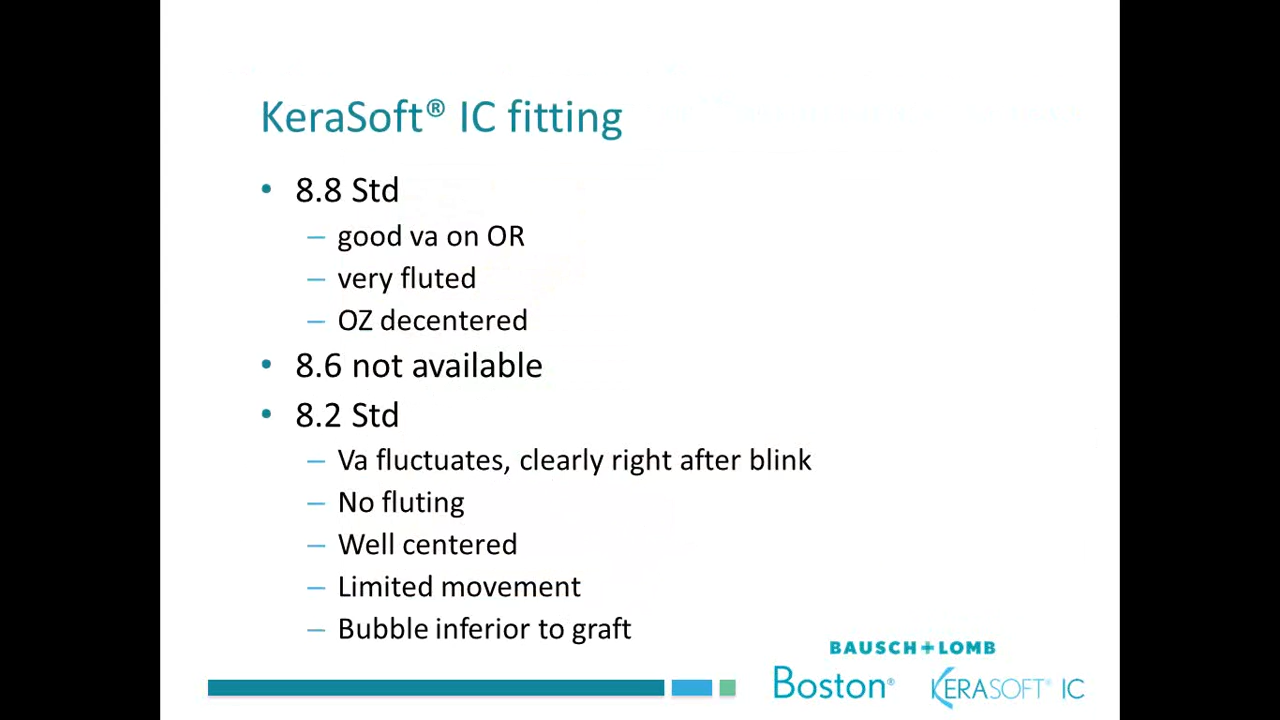 KeraSoft® IC fitting
• 8.8 Std
– good va on OR
– very fluted
– OZ decentered
• 8.6 not available
• 8.2 Std
– Va fluctuates, clearly right after blink
– No fluting
– Well centered
– Limited movement
– Bubble inferior to graft
BAUSCH+LOMB
Boston® KERASOFT® IC